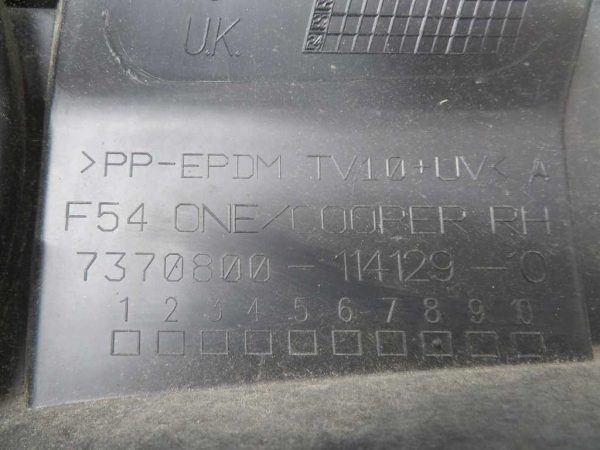 U.K.
>PP-EPDM TV10+UV< A
F54 ONE/COOPER RH
7370800-114129-10
1 2 3 4 5 6 7 8 9 10